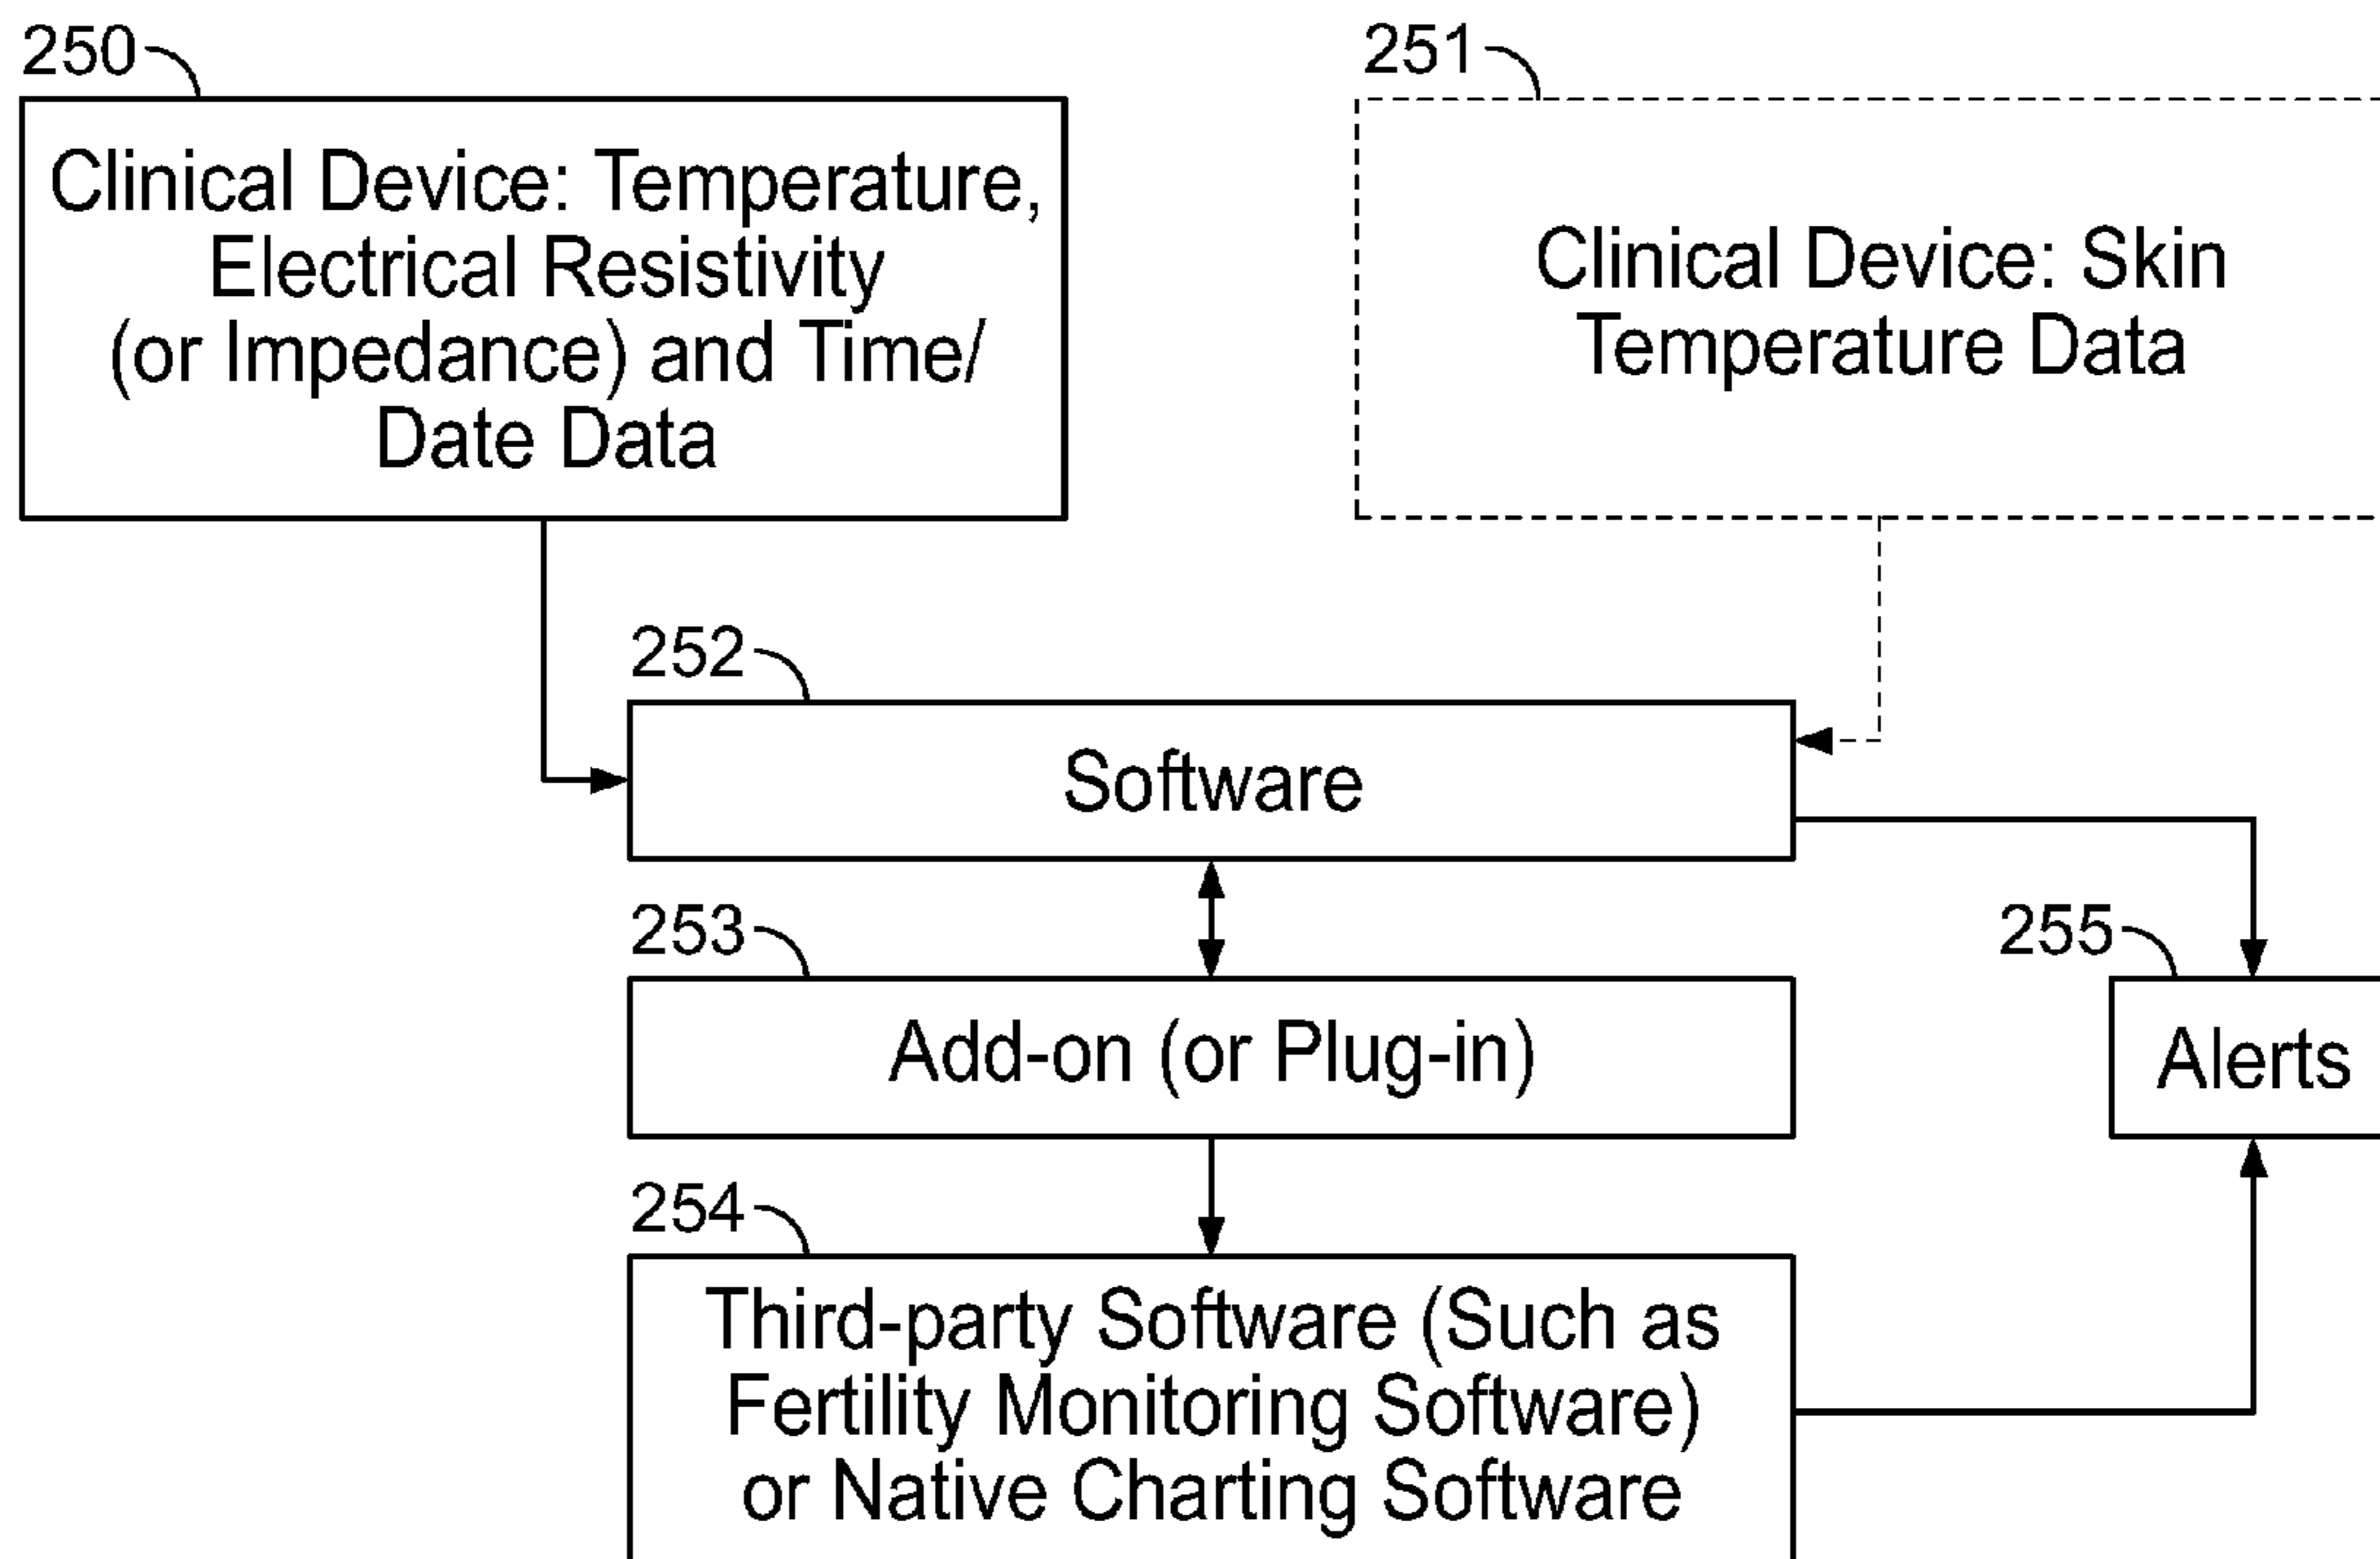 250
Clinical Device: Temperature,
Electrical Resistivity
(or Impedance) and Time/
Date Data
251
Clinical Device: Skin
Temperature Data
252
Software
253
Add-on (or Plug-in)
255
Alerts
254
Third-party Software (Such as
Fertility Monitoring Software)
or Native Charting Software